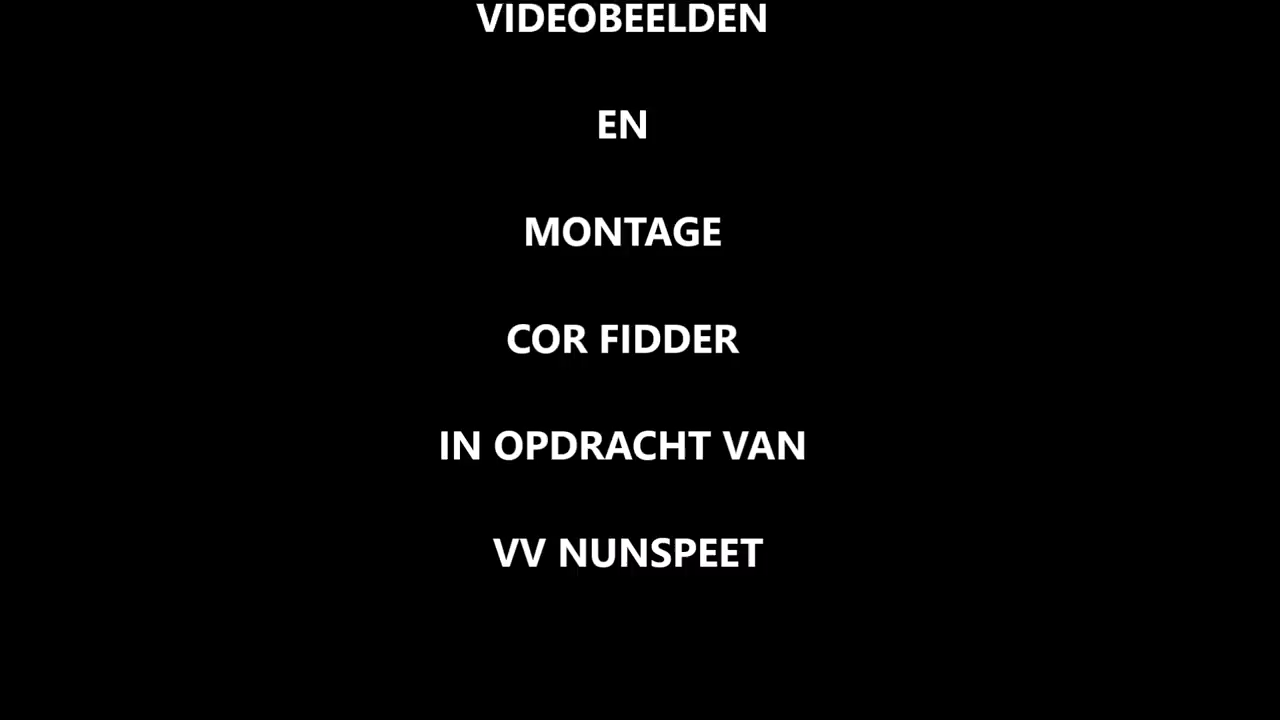 VIDEOBEELDEN
EN
MONTAGE
COR FIDDER
IN OPDRACHT VAN
VV NUNSPEET